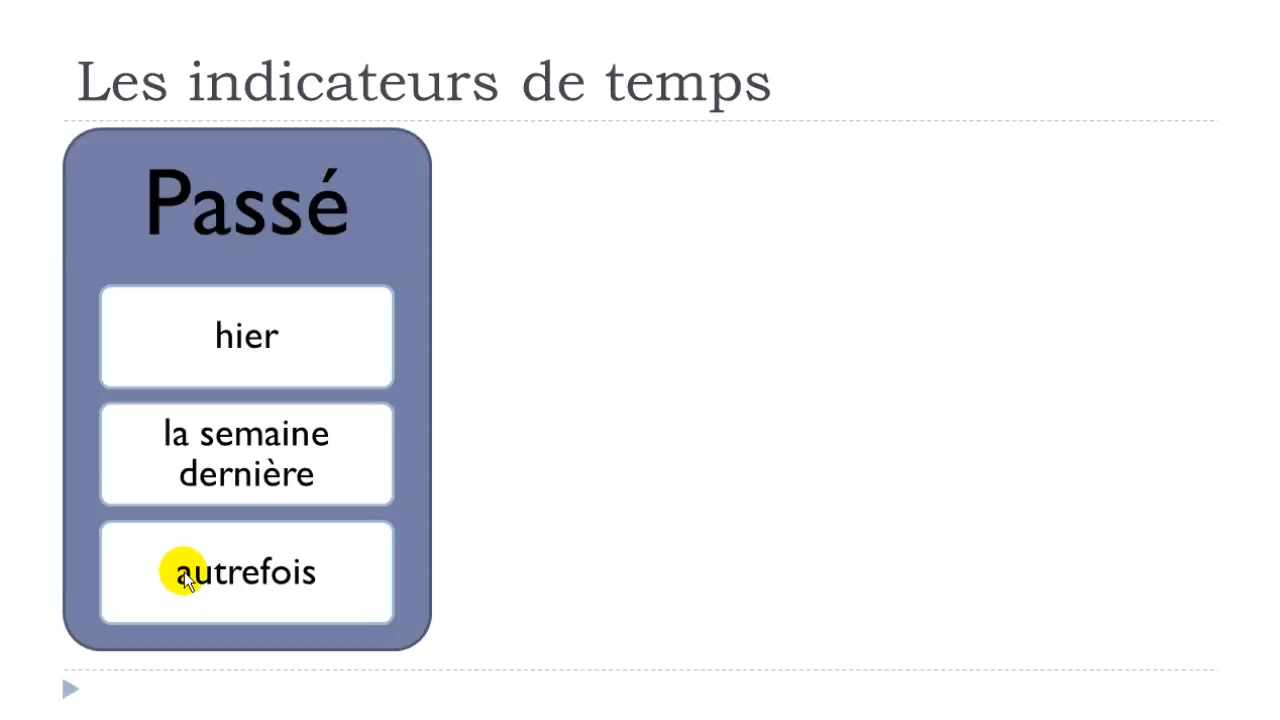 Les indicateurs de temps
Passé
hier
la semaine
dernière
autrefois